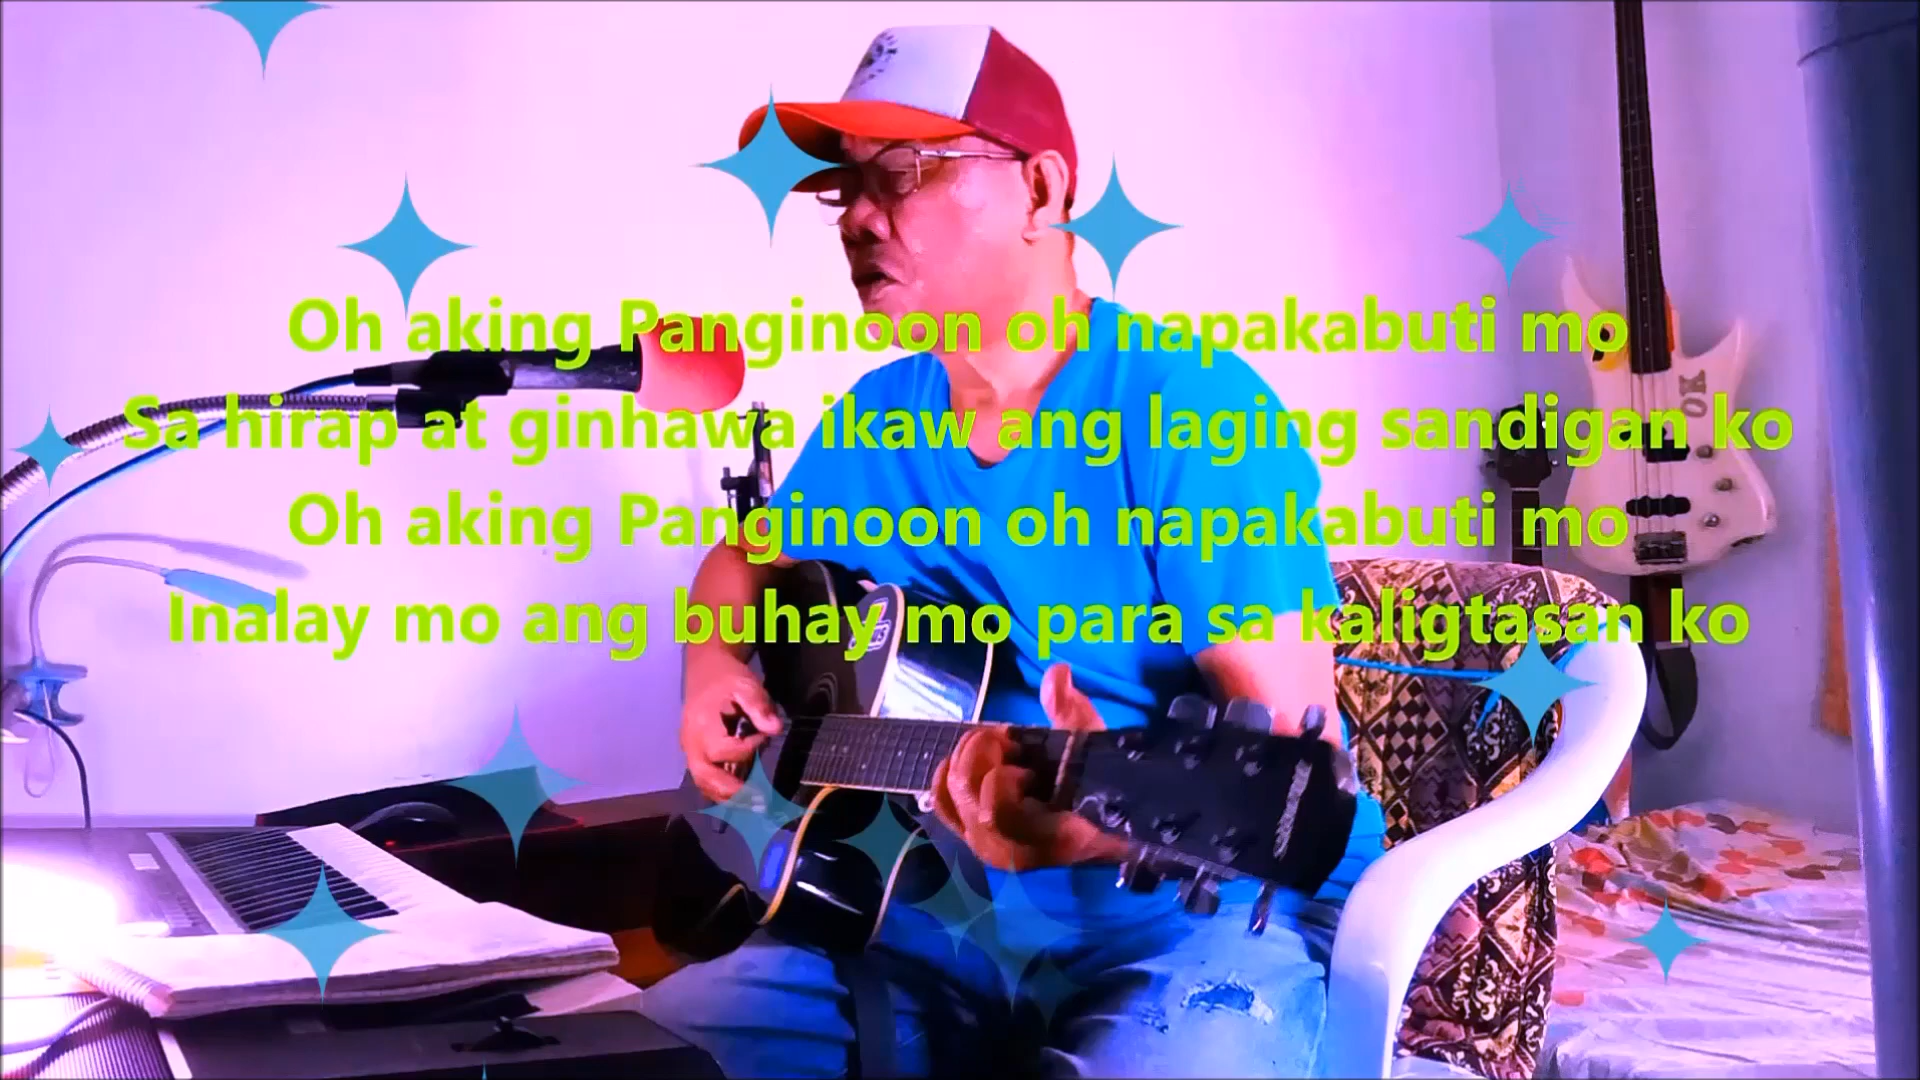 Oh aking Panginoon oh napakabuti mo
Sa hirap at ginhawa ikaw ang laging sandigan ko
Oh aking Panginoon oh napakabuti mo
Inalay mo ang buhay mo para sa kaligtasan ko